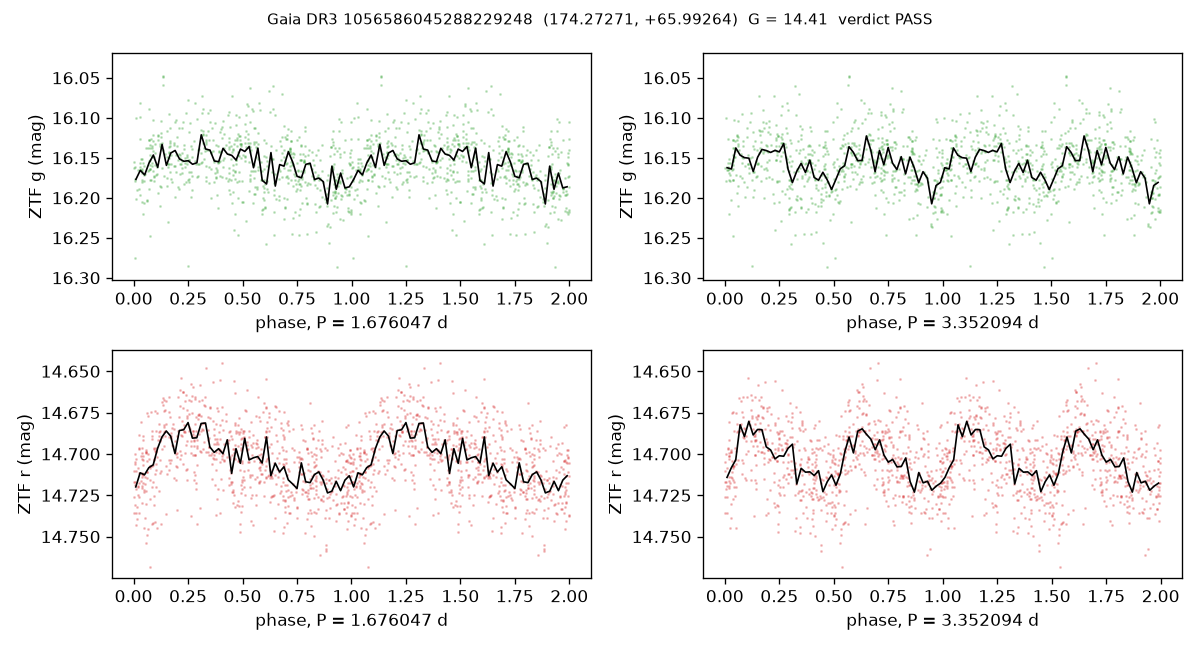 Gaia DR3 1056586045288229248 (174.27271, +65.99264) G = 14.41 verdict PASS
ZTF g (mag)
16.05
16.10
16.15
16.20
16.25
16.30
0.00 0.25 0.50 0.75 1.00 1.25 1.50 1.75 2.00
phase, P = 1.676047 d
ZTF g (mag)
16.05
16.10
16.15
16.20
16.25
16.30
0.00 0.25 0.50 0.75 1.00 1.25 1.50 1.75 2.00
phase, P = 3.352094 d
ZTF r (mag)
14.650
14.675
14.700
14.725
14.750
0.00 0.25 0.50 0.75 1.00 1.25 1.50 1.75 2.00
phase, P = 1.676047 d
ZTF r (mag)
14.650
14.675
14.700
14.725
14.750
0.00 0.25 0.50 0.75 1.00 1.25 1.50 1.75 2.00
phase, P = 3.352094 d